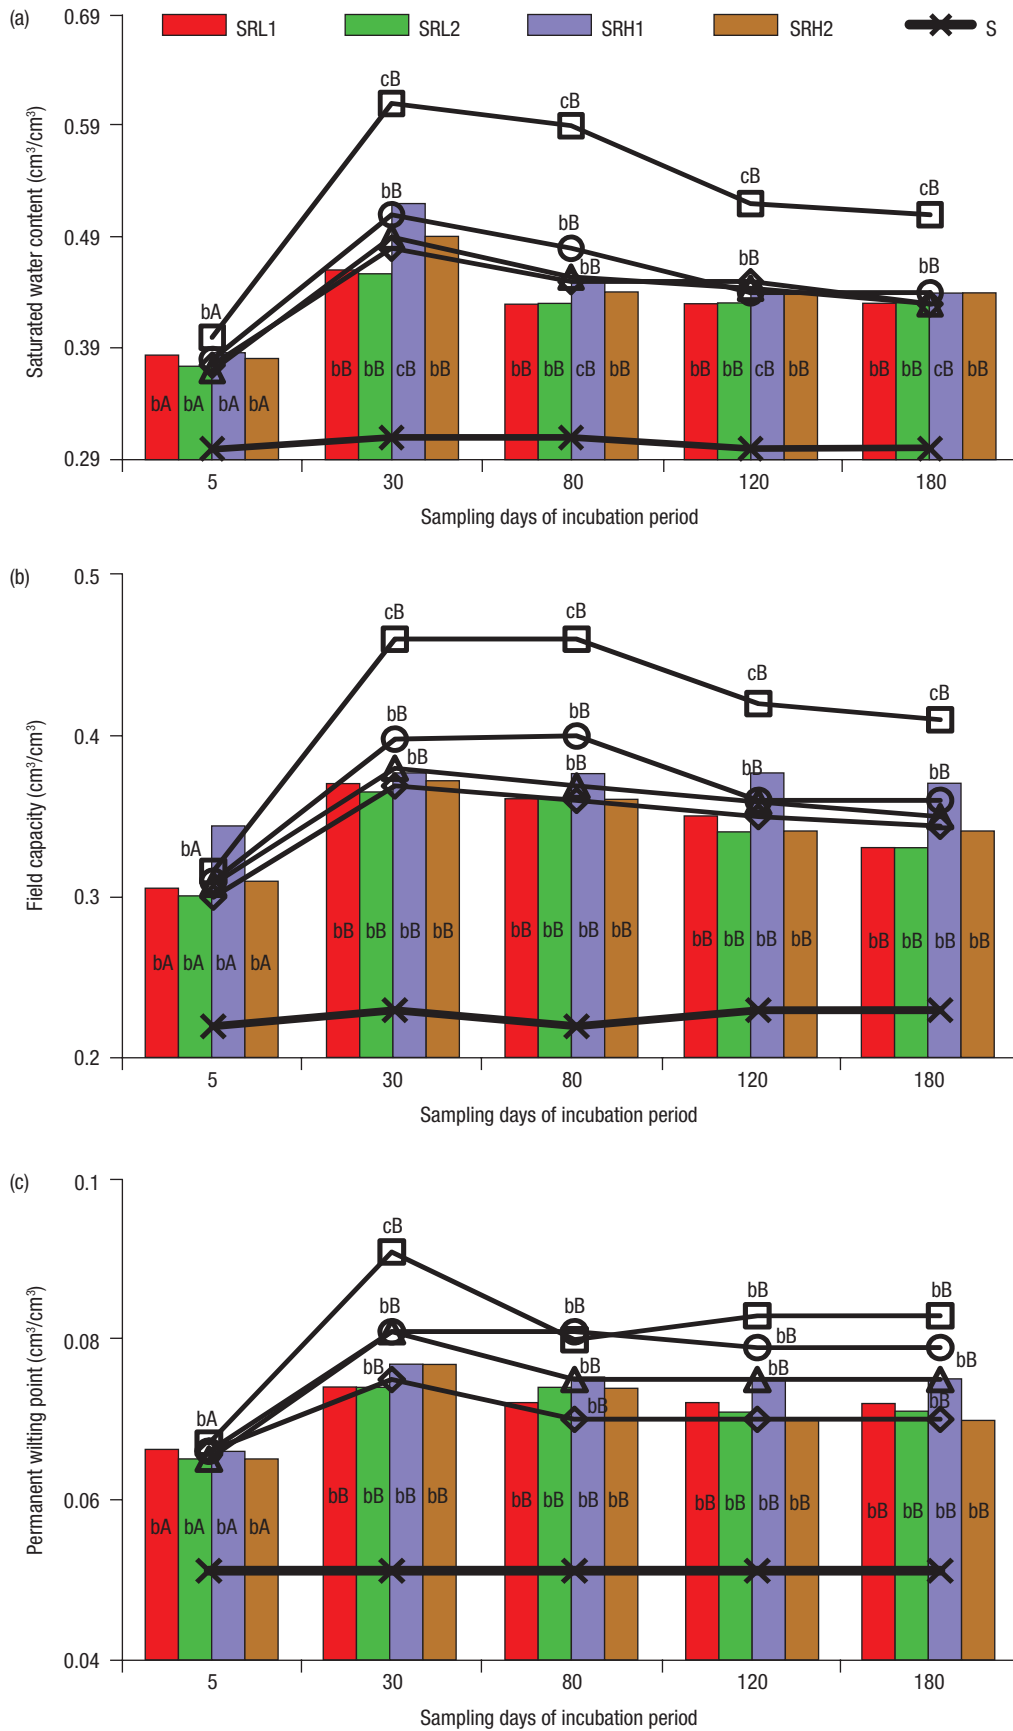 (a)
SRL1 SRL2 SRH1 SRH2 S
Saturated water content (cm³/cm³)
0.69
0.59
0.49
0.39
0.29
cB cB cB cB
bB bB bB bB bB
bA
bA bA bA bA
bB bB cB bB
bB bB cB bB
bB bB cB bB
bB bB cB bB
5 30 80 120 180
Sampling days of incubation period
(b)
Field capacity (cm³/cm³)
0.5
0.4
0.3
0.2
cB cB cB cB
bB bB bB bB bB bB
bA
bA bA bA bA
bB bB bB bB
bB bB bB bB
bB bB bB bB
bB bB bB bB
5 30 80 120 180
Sampling days of incubation period
(c)
Permanent wilting point (cm³/cm³)
0.1
0.08
0.06
0.04
cB
bB bB bB bB
bB bB bB bB bB bB
bA
bA bA bA bA
bB bB bB bB
bB bB bB bB
bB bB bB bB
bB bB bB bB
5 30 80 120 180
Sampling days of incubation period